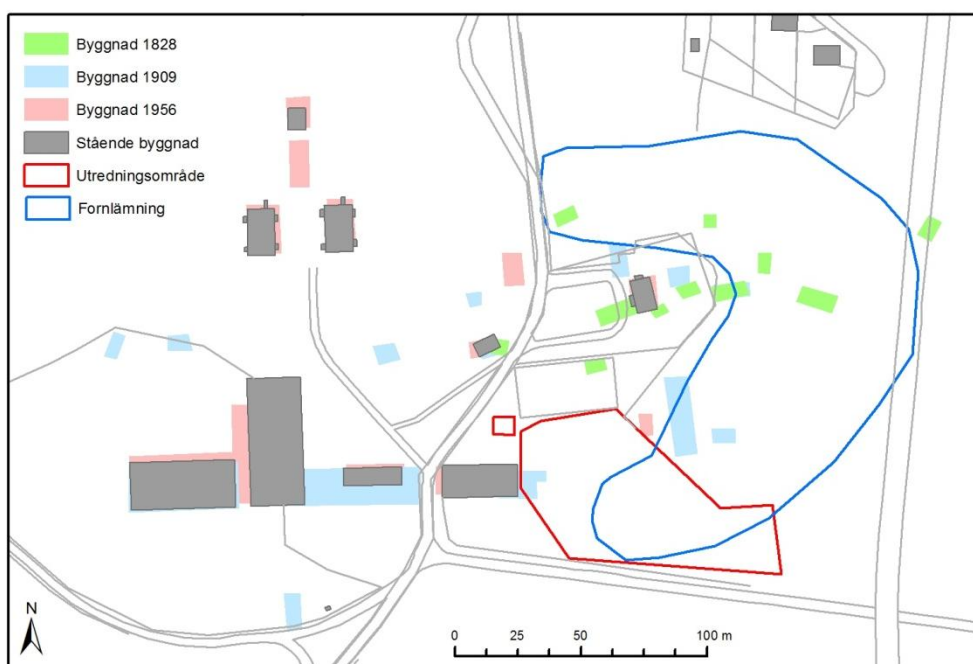 Byggnad 1828
Byggnad 1909
Byggnad 1956
Stående byggnad
Utredningsområde
Fornlämning
N
0 25 50 100 m